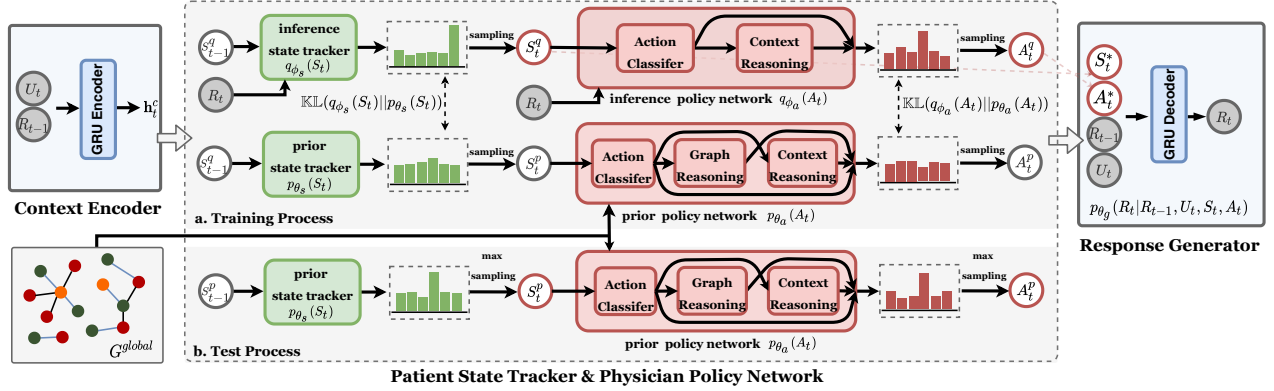 U_t
R_{t-1}
GRU Encoder
h_t^c
Context Encoder
G^{global}
S_{t-1}^q
inference
state tracker
q_{ϕ_s}(S_t)
R_t
sampling
S_t^q
𝕂𝕃(q_{ϕ_s}(S_t)||p_{θ_s}(S_t))
Action
Classifer
Context
Reasoning
R_t
inference policy network q_{ϕ_a}(A_t)
sampling
A_t^q
𝕂𝕃(q_{ϕ_a}(A_t)||p_{θ_a}(A_t))
S_{t-1}^q
prior
state tracker
p_{θ_s}(S_t)
sampling
S_t^p
Action
Classifer
Graph
Reasoning
Context
Reasoning
sampling
A_t^p
a. Training Process
prior policy network p_{θ_a}(A_t)
S_{t-1}^p
prior
state tracker
p_{θ_s}(S_t)
max
sampling
S_t^p
Action
Classifer
Graph
Reasoning
Context
Reasoning
max
sampling
A_t^p
b. Test Process
prior policy network p_{θ_a}(A_t)
Patient State Tracker & Physician Policy Network
S_t^*
A_t^*
R_{t-1}
U_t
GRU Decoder
R_t
p_{θ_g}(R_t|R_{t-1}, U_t, S_t, A_t)
Response Generator